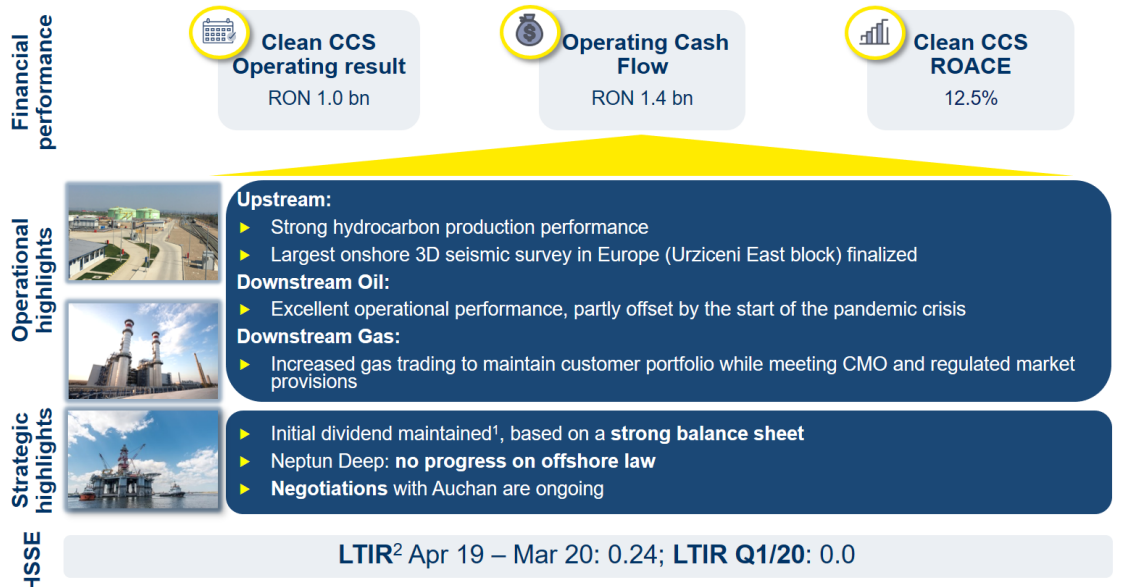 Financial
performance
Clean CCS
Operating result
RON 1.0 bn
Operating Cash
Flow
RON 1.4 bn
Clean CCS
ROACE
12.5%
Operational
highlights
Upstream:
► Strong hydrocarbon production performance
► Largest onshore 3D seismic survey in Europe (Urziceni East block) finalized
Downstream Oil:
► Excellent operational performance, partly offset by the start of the pandemic crisis
Downstream Gas:
► Increased gas trading to maintain customer portfolio while meeting CMO and regulated market
provisions
Strategic
highlights
► Initial dividend maintained¹, based on a strong balance sheet
► Neptun Deep: no progress on offshore law
► Negotiations with Auchan are ongoing
HSSE
LTIR² Apr 19 – Mar 20: 0.24; LTIR Q1/20: 0.0